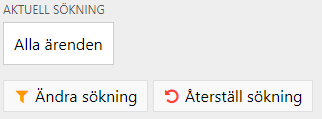 AKTUELL SÖKNING
Alla ärenden
Ändra sökning Återställ sökning